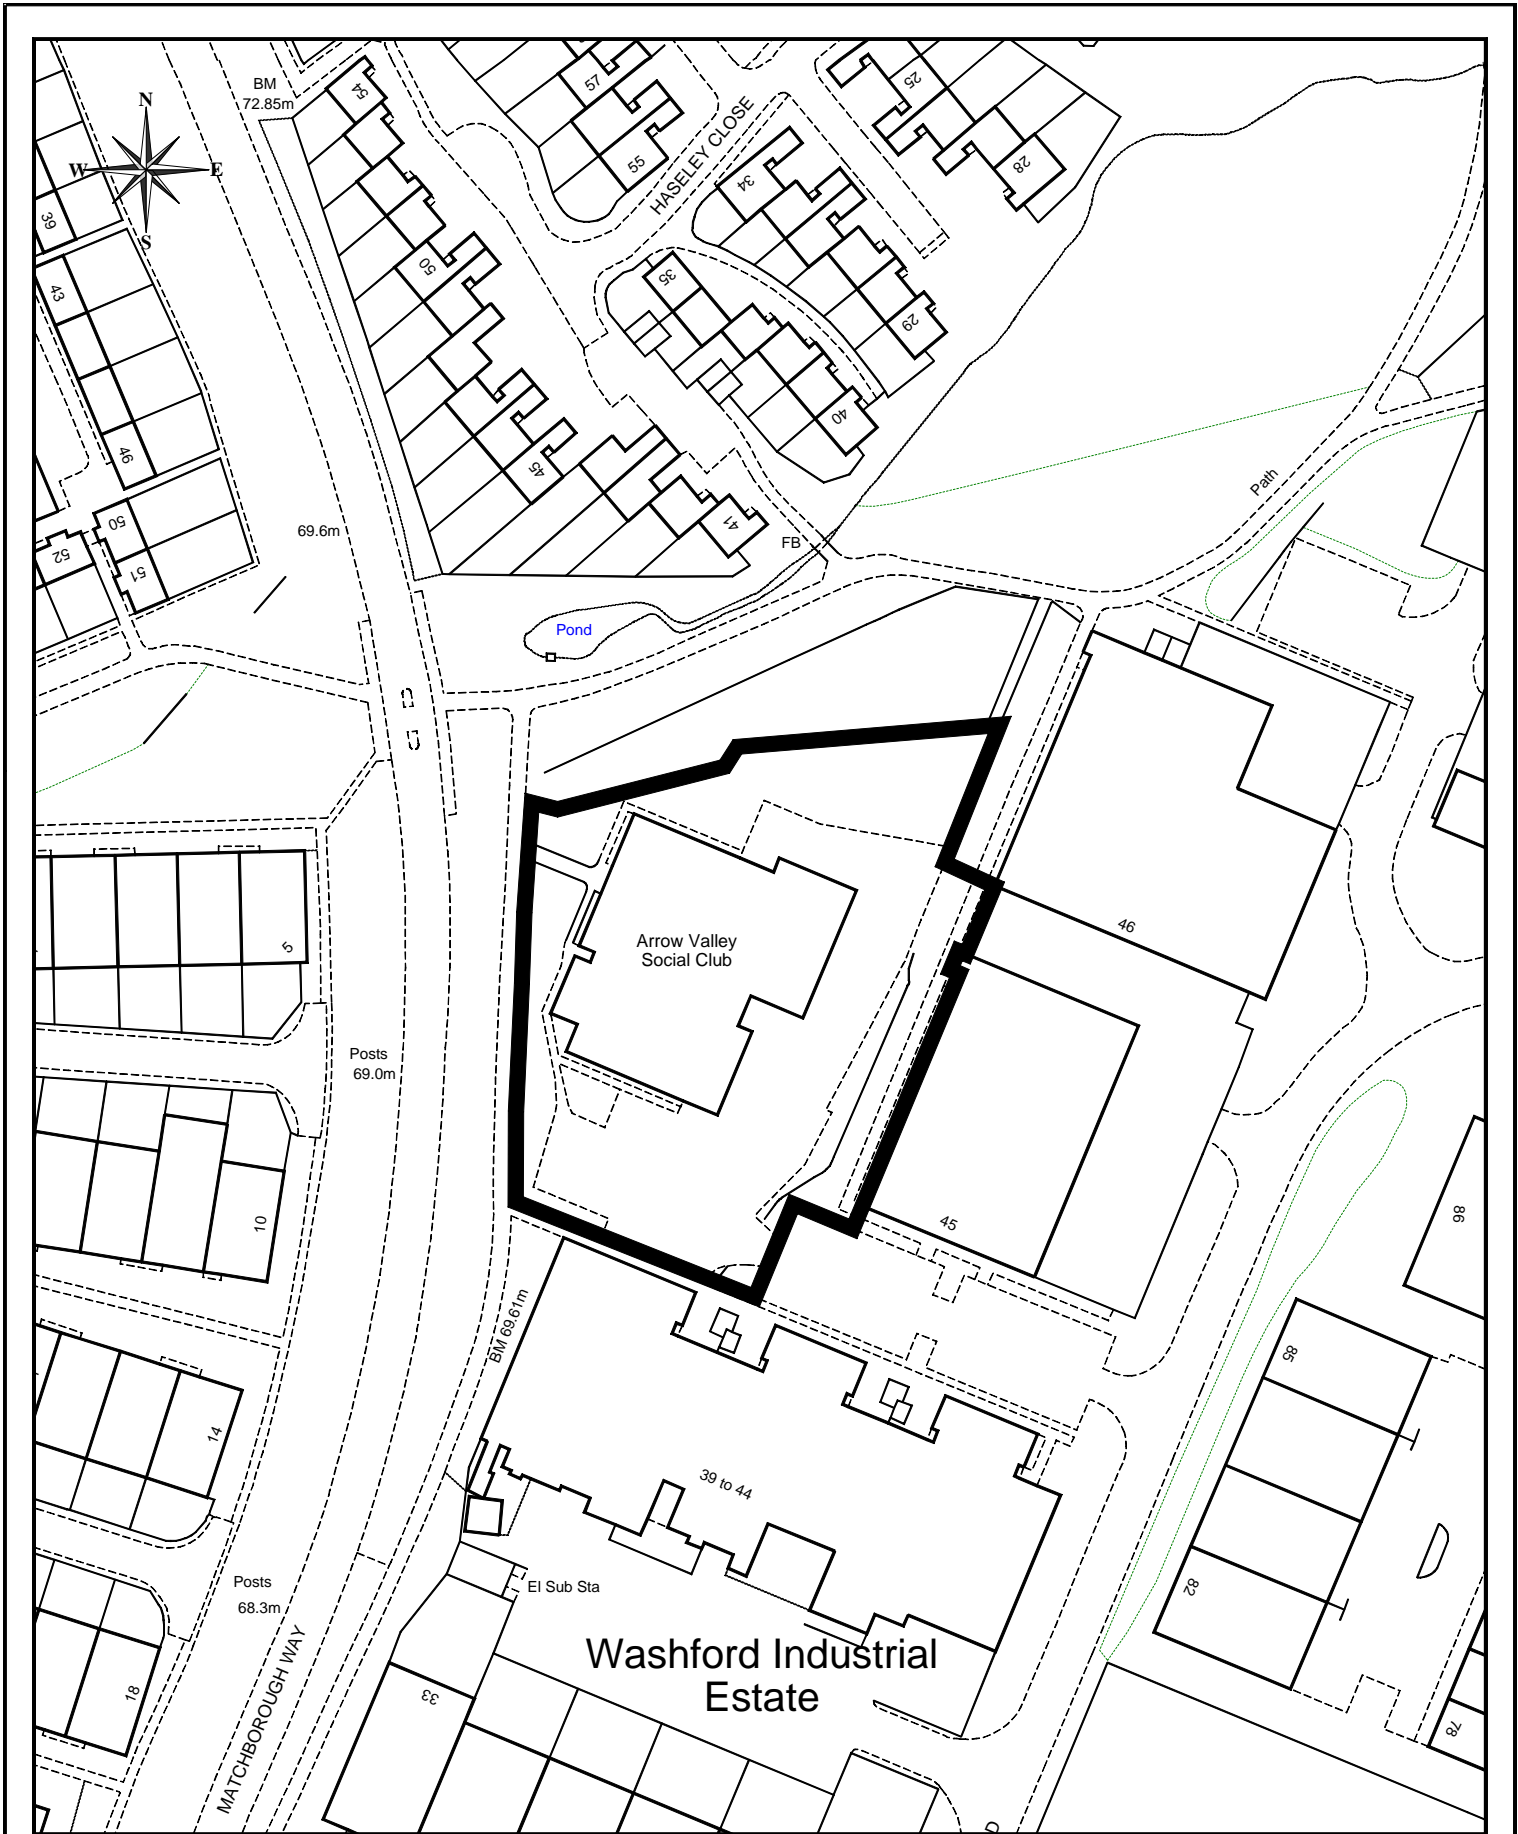 BM
72.85m
N
W
E
S
54
57
55
HASELEY CLOSE
25
34
28
39
43
50
35
29
40
46
45
41
50
52
51
69.6m
FB
Path
Pond
5
46
Arrow Valley
Social Club
Posts
69.0m
10
45
86
BM 69.61m
85
14
39 to 44
82
El Sub Sta
Posts
68.3m
Washford Industrial
Estate
MATCHBOROUGH WAY
18
33
78
D